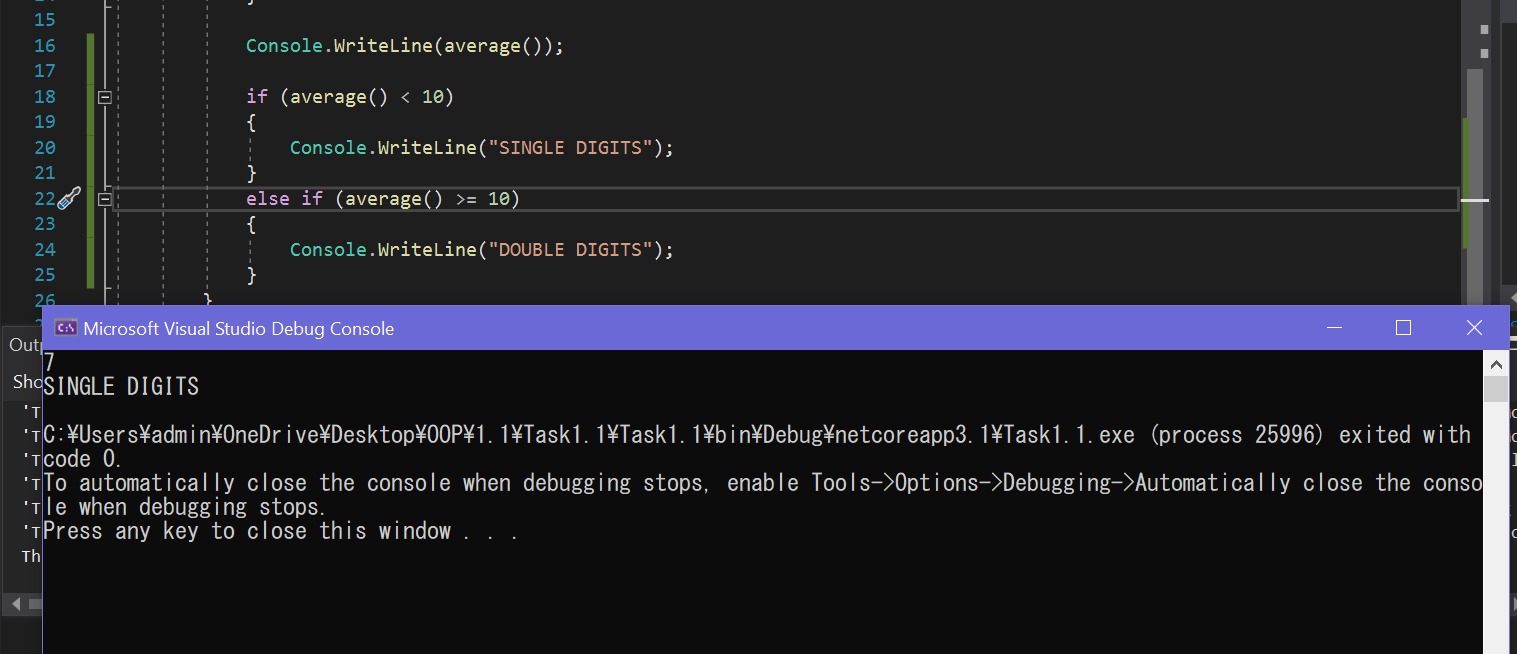 15
16 Console.WriteLine(average());
17
18 if (average() < 10)
19 {
20 Console.WriteLine("SINGLE DIGITS");
21 }
22 else if (average() >= 10)
23 {
24 Console.WriteLine("DOUBLE DIGITS");
25 }
26 }
C:\ Microsoft Visual Studio Debug Console
Out
7
Sho
SINGLE DIGITS
'T
'T
C:¥Users¥admin¥OneDrive¥Desktop¥OOP¥1.1¥Task1.1¥Task1.1¥bin¥Debug¥netcoreapp3.1¥Task1.1.exe (process 25996) exited with
'T
code 0.
'T
To automatically close the console when debugging stops, enable Tools->Options->Debugging->Automatically close the conso
'T
le when debugging stops.
'T
Press any key to close this window . . .
Th